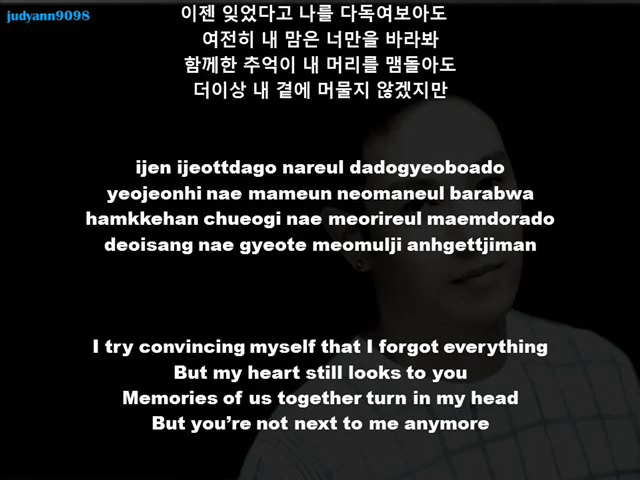 judyann9098
이젠 잊었다고 나를 다독여보아도
여전히 내 맘은 너만을 바라봐
함께한 추억이 내 머리를 맴돌아도
더이상 내 곁에 머물지 않겠지만
ijen ijeottdago nareul dadogyeoboado
yeojeonhi nae mameun neomaneul barabwa
hamkkehan chueogi nae meorireul maemdorado
deoisang nae gyeote meomulji anhgettjiman
I try convincing myself that I forgot everything
But my heart still looks to you
Memories of us together turn in my head
But you’re not next to me anymore